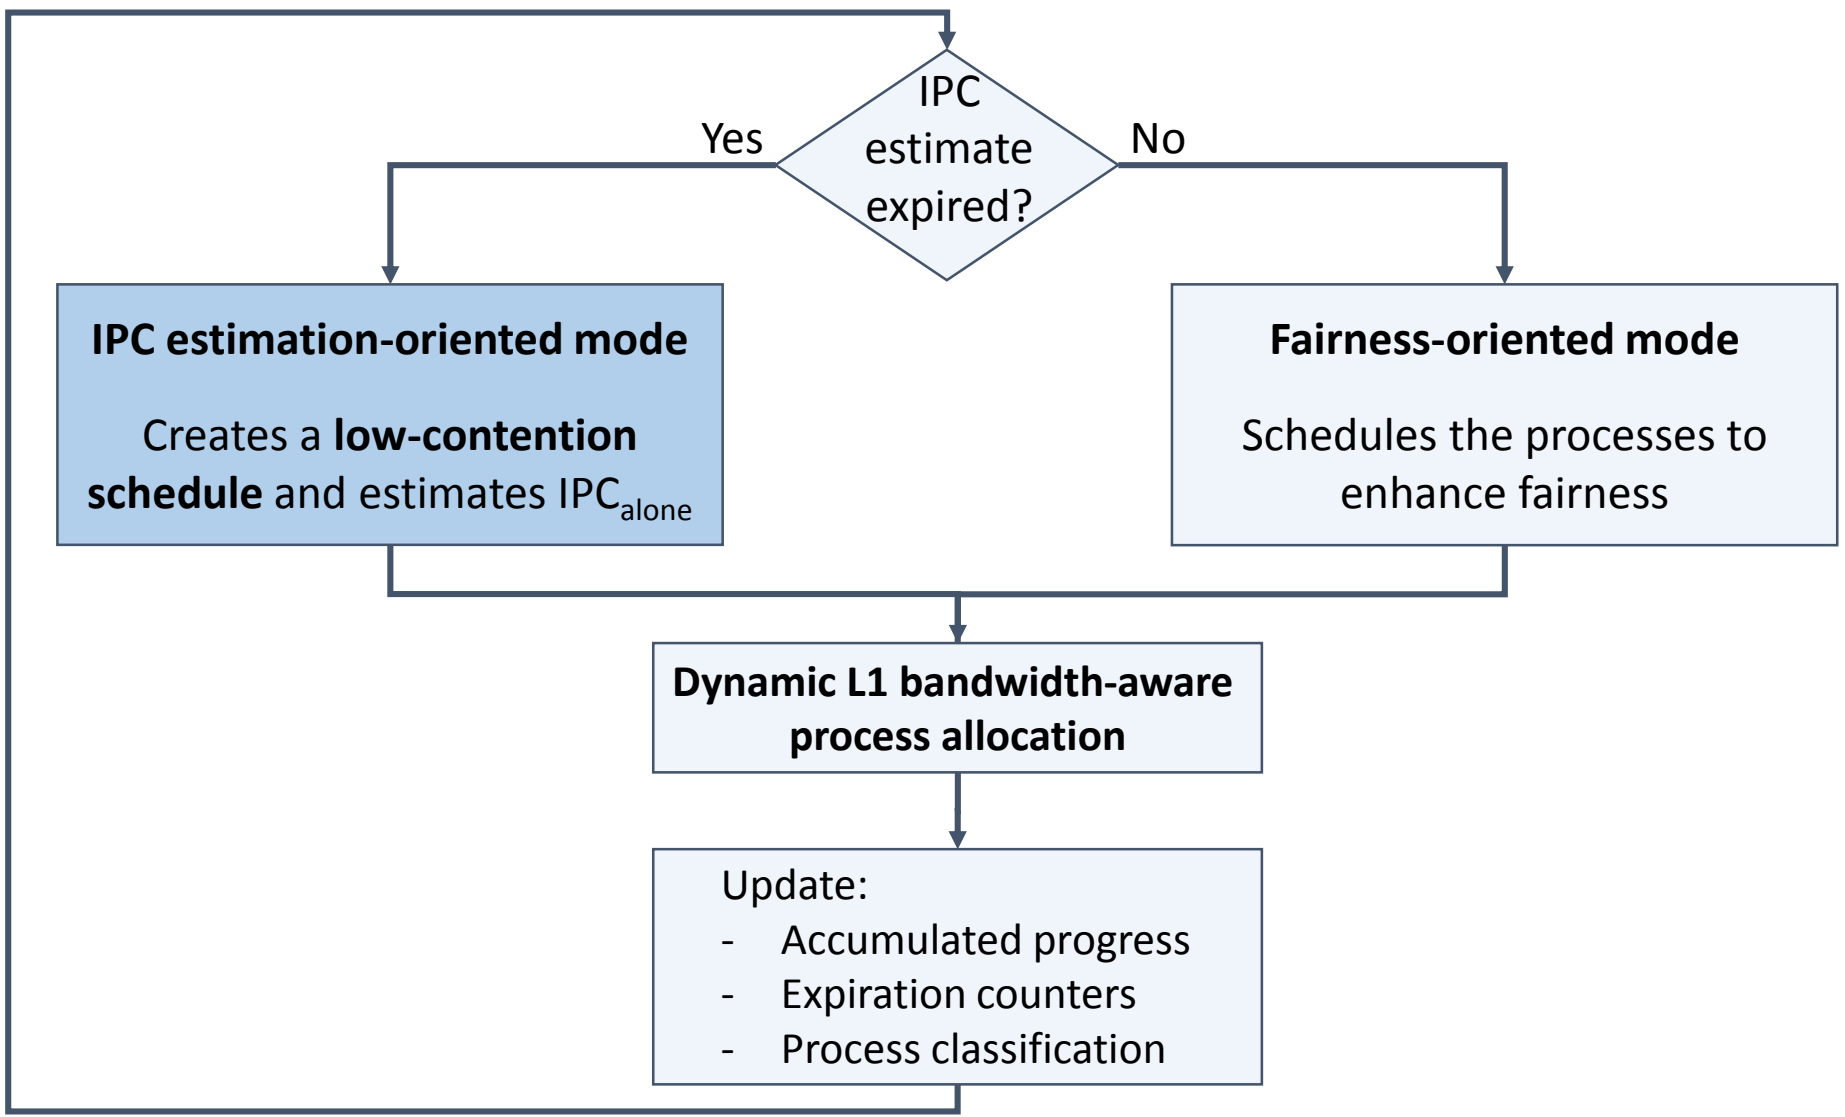 IPC
estimate
expired?
Yes
No
IPC estimation-oriented mode
Creates a low-contention
schedule and estimates IPCalone
Fairness-oriented mode
Schedules the processes to
enhance fairness
Dynamic L1 bandwidth-aware
process allocation
Update:
- Accumulated progress
- Expiration counters
- Process classification